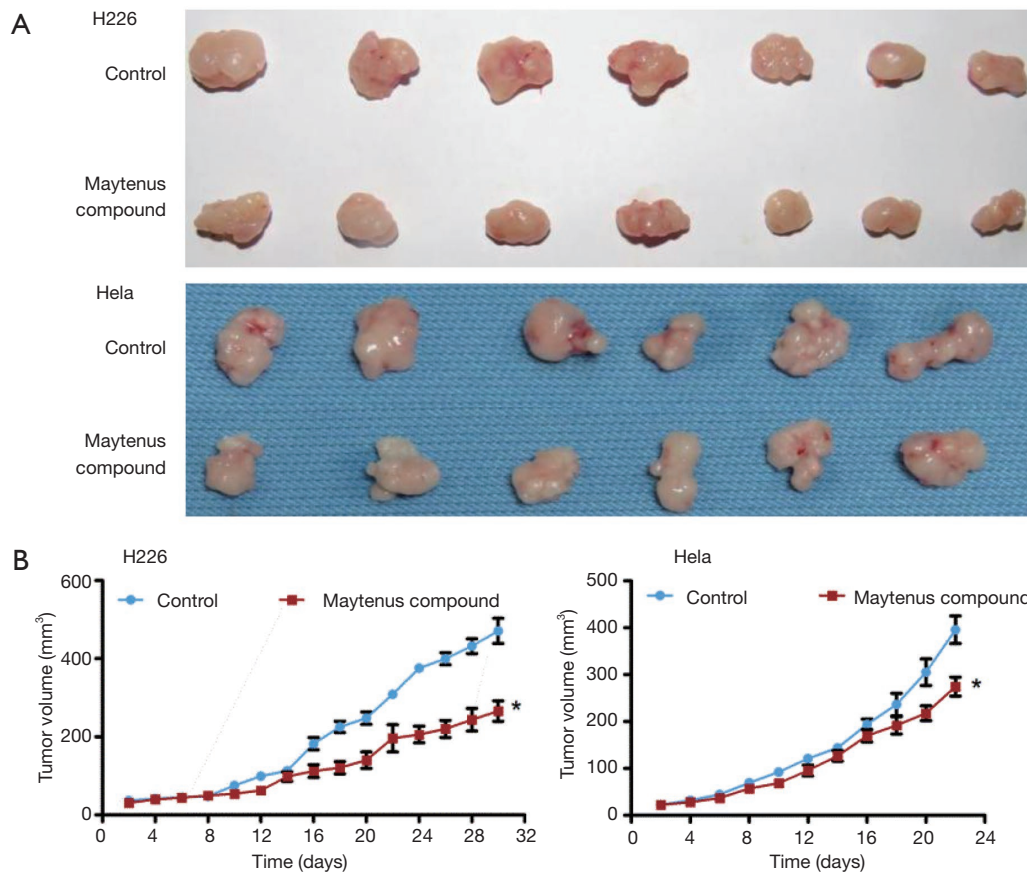 A
H226
Control
Maytenus
compound
Hela
Control
Maytenus
compound
B
H226
600
400
200
0
Tumor volume (mm³)
Control
Maytenus compound
*
0 4 8 12 16 20 24 28 32
Time (days)
Hela
500
400
300
200
100
0
Tumor volume (mm³)
Control
Maytenus compound
*
0 4 8 12 16 20 24
Time (days)